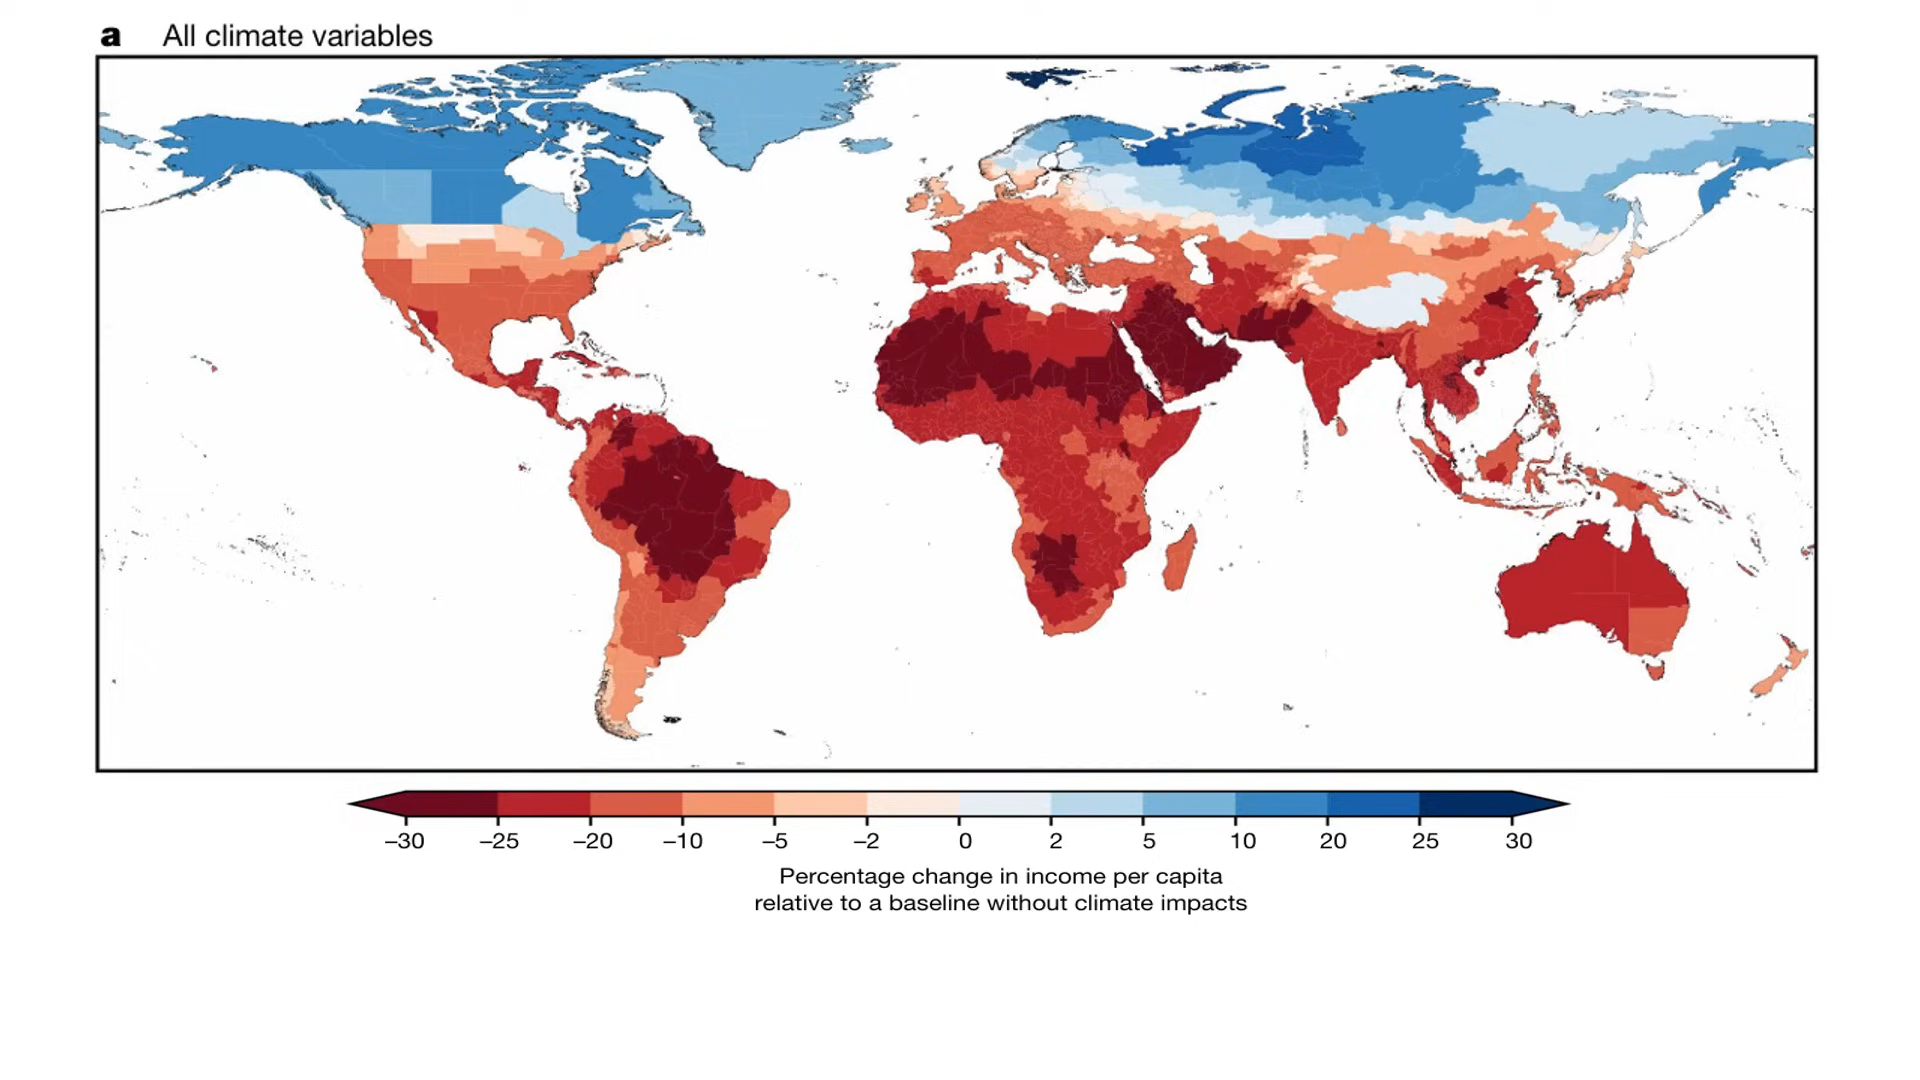 a All climate variables
–30 –25 –20 –10 –5 –2 0 2 5 10 20 25 30
Percentage change in income per capita
relative to a baseline without climate impacts